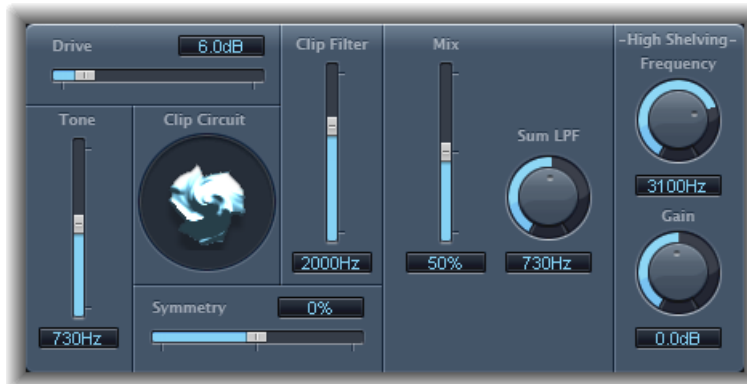 Drive
6.0dB
Clip Filter
2000Hz
Tone
730Hz
Clip Circuit
Symmetry
0%
Mix
50%
Sum LPF
730Hz
-High Shelving-
Frequency
3100Hz
Gain
0.0dB